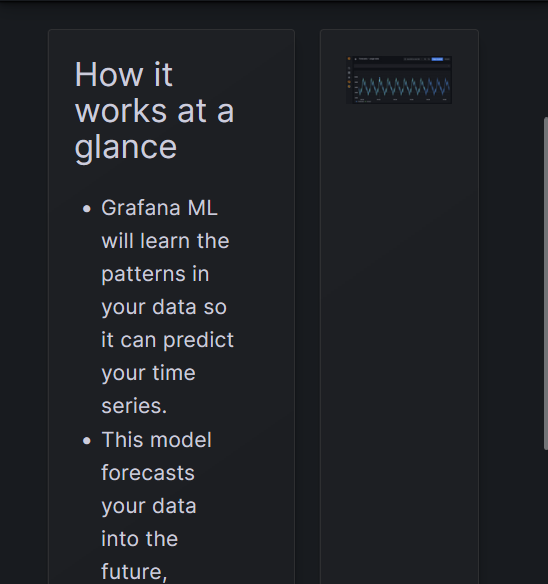 How it
works at a
glance
• Grafana ML
will learn the
patterns in
your data so
it can predict
your time
series.
• This model
forecasts
your data
into the
future,